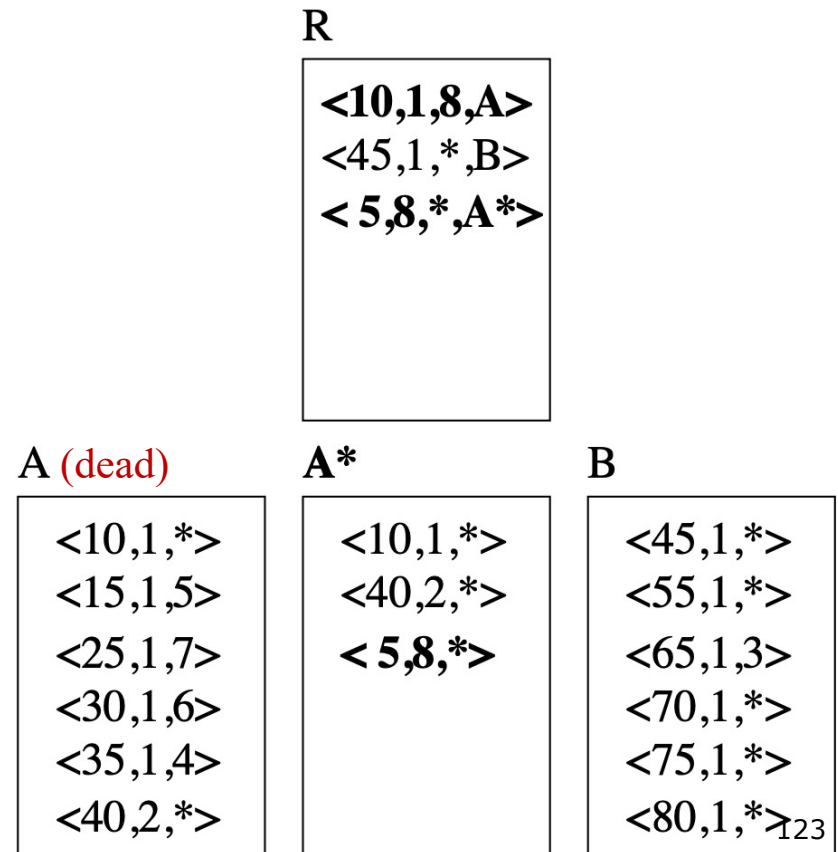 R
<10,1,8,A>
<45,1,*,B>
< 5,8,*,A*>
A (dead)
<10,1,*>
<15,1,5>
<25,1,7>
<30,1,6>
<35,1,4>
<40,2,*>
A*
<10,1,*>
<40,2,*>
< 5,8,*>
B
<45,1,*>
<55,1,*>
<65,1,3>
<70,1,*>
<75,1,*>
<80,1,*>
123